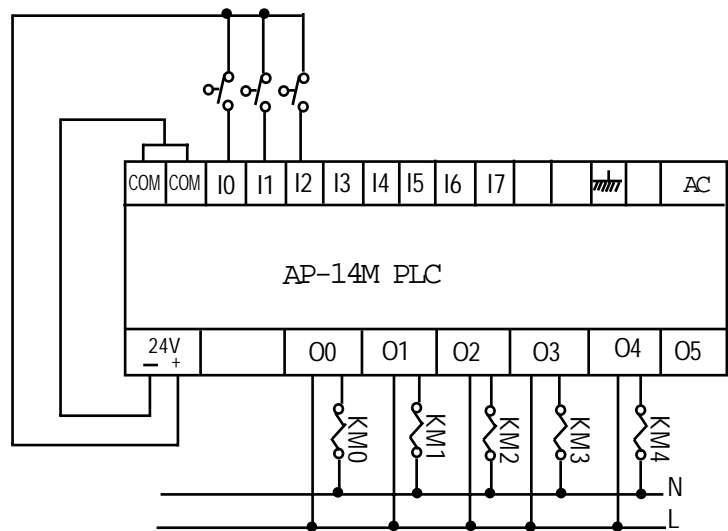 COM COM I0 I1 I2 I3 I4 I5 I6 I7 AC
AP-14M PLC
24V
— +
O0 O1 O2 O3 O4 O5
KM0 KM1 KM2 KM3 KM4
N
L